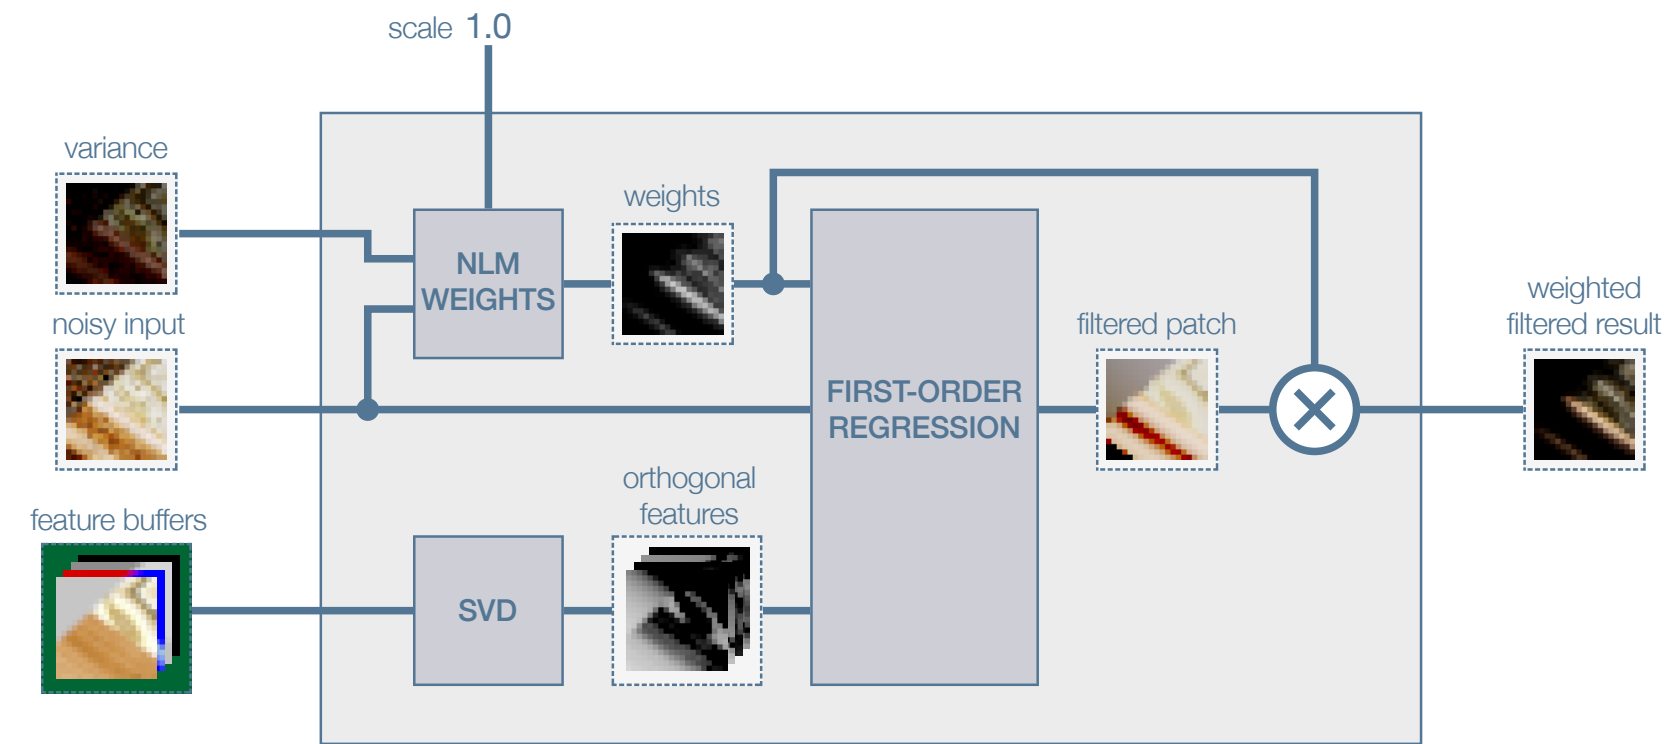 scale 1.0
variance
noisy input
feature buffers
NLM
WEIGHTS
weights
SVD
orthogonal
features
FIRST-ORDER
REGRESSION
filtered patch
weighted
filtered result